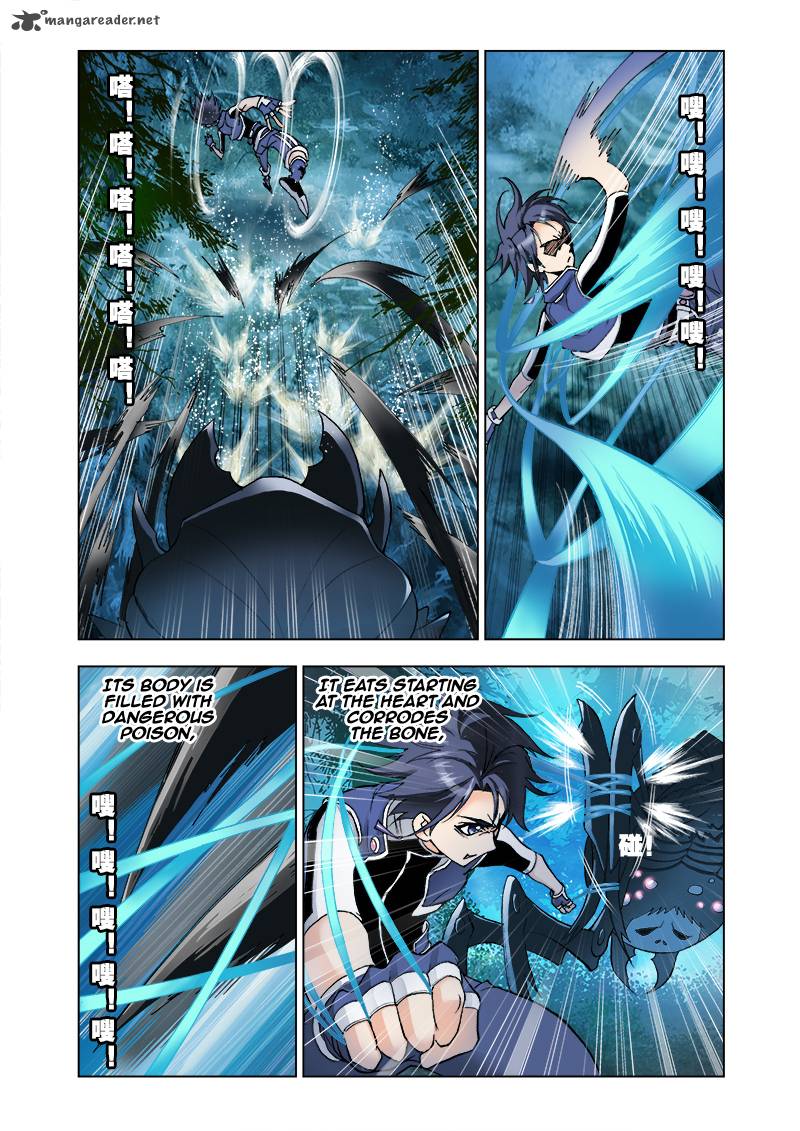 mangareader.net
嗒！嗒！嗒！嗒！嗒！嗒！
嗖！嗖！嗖！嗖！嗖！
ITS BODY IS
FILLED WITH
DANGEROUS
POISON,
嗖！嗖！嗖！嗖！嗖！
IT EATS STARTING
AT THE HEART AND
CORRODES
THE BONE,
碰！